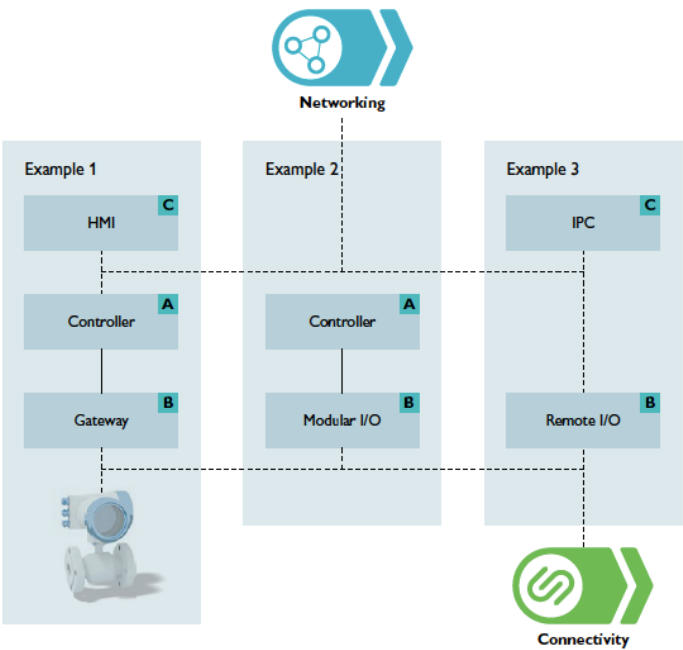 Networking
Example 1
Example 2
Example 3
C
HMI
C
IPC
A
Controller
A
Controller
B
Gateway
B
Modular I/O
B
Remote I/O
Connectivity